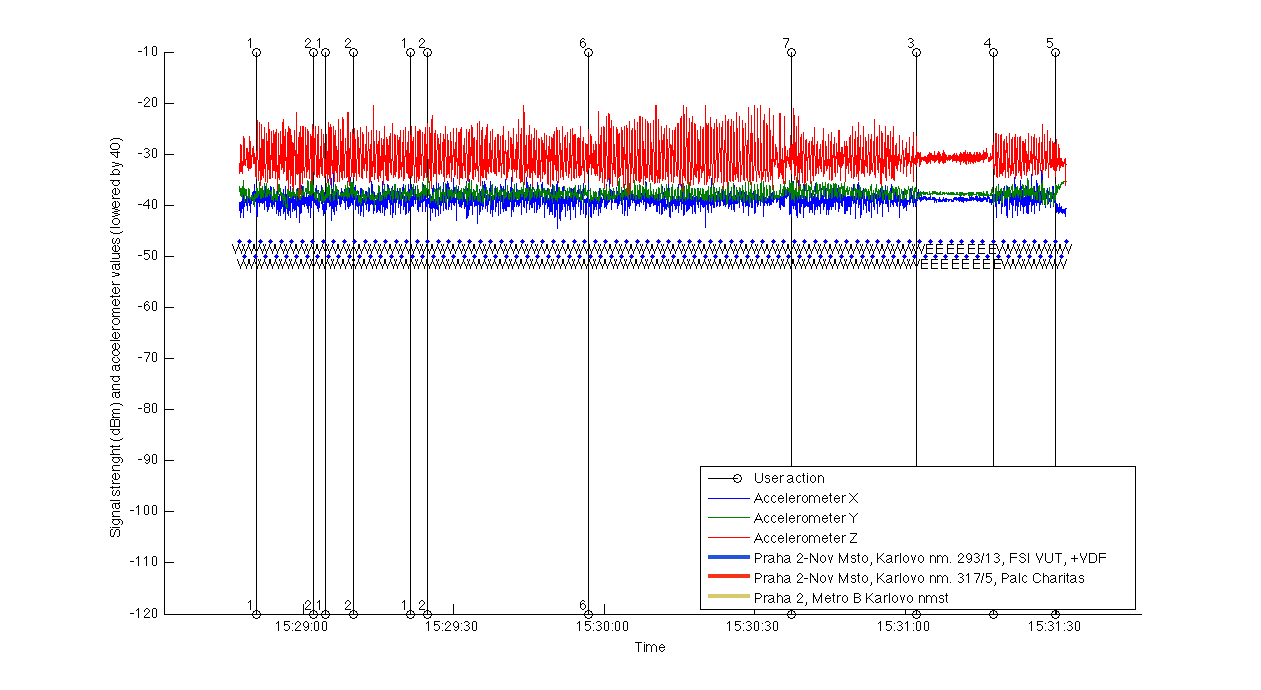 1 2 1 2 1 2 6 7 3 4 5
-10
-20
-30
-40
-50
-60
-70
-80
-90
-100
-110
-120
Signal strenght (dBm) and accelerometer values (lowered by 40)
E E E E E E E
E E E E E E E
User action
Accelerometer X
Accelerometer Y
Accelerometer Z
Praha 2-Nov Msto, Karlovo nm. 293/13, FSI VUT, +VDF
Praha 2-Nov Msto, Karlovo nm. 317/5, Palc Charitas
Praha 2, Metro B Karlovo nmst
1 2 1 2 1 2 6
15:29:00 15:29:30 15:30:00 15:30:30 15:31:00 15:31:30
Time